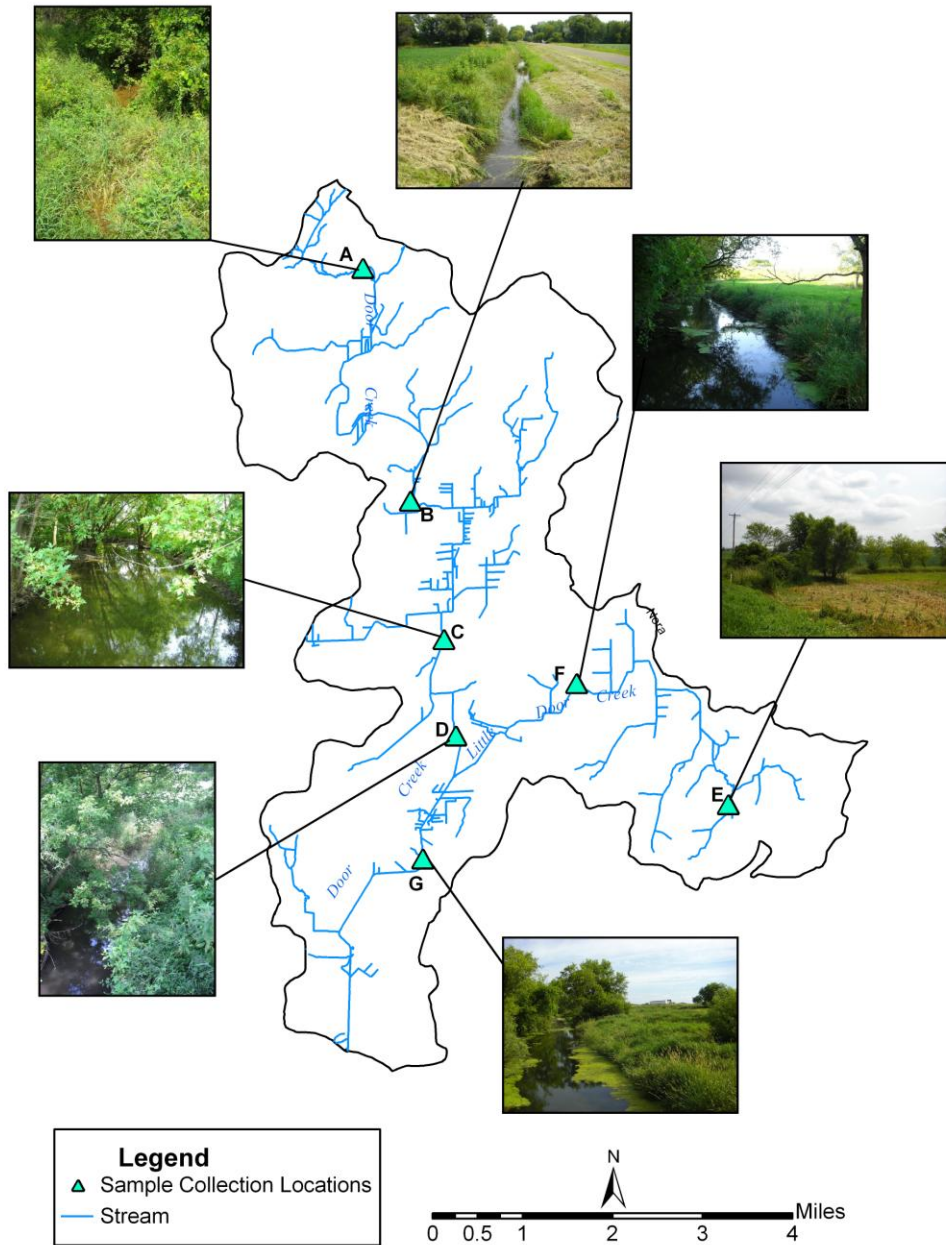 A
Door
Creek
B
C
Nora
F
Door Creek
D
Little
Creek
E
G
Door
Legend
Sample Collection Locations
Stream
N
Miles
0 0.5 1 2 3 4